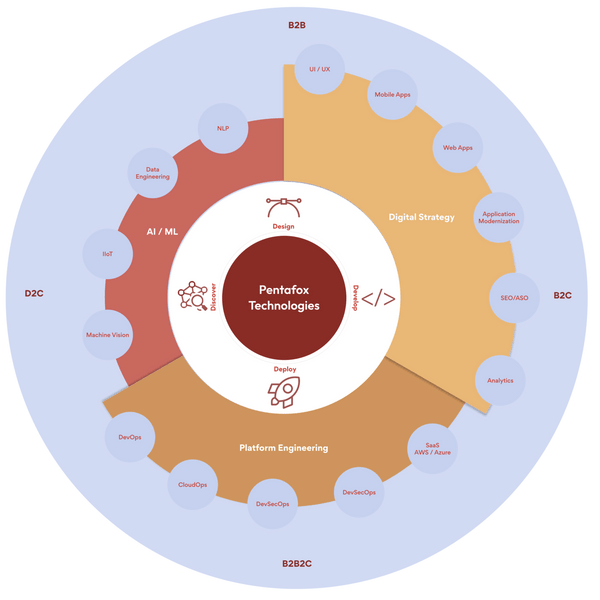 B2B
UI / UX
Mobile Apps
NLP
Web Apps
Data
Engineering
Application
Modernization
Digital Strategy
AI / ML
Design
IIoT
Discover
Pentafox
Technologies
Develop
</>
D2C
B2C
SEO/ASO
Machine Vision
Deploy
Analytics
DevOps
Platform Engineering
SaaS
AWS / Azure
CloudOps
DevSecOps
DevSecOps
B2B2C